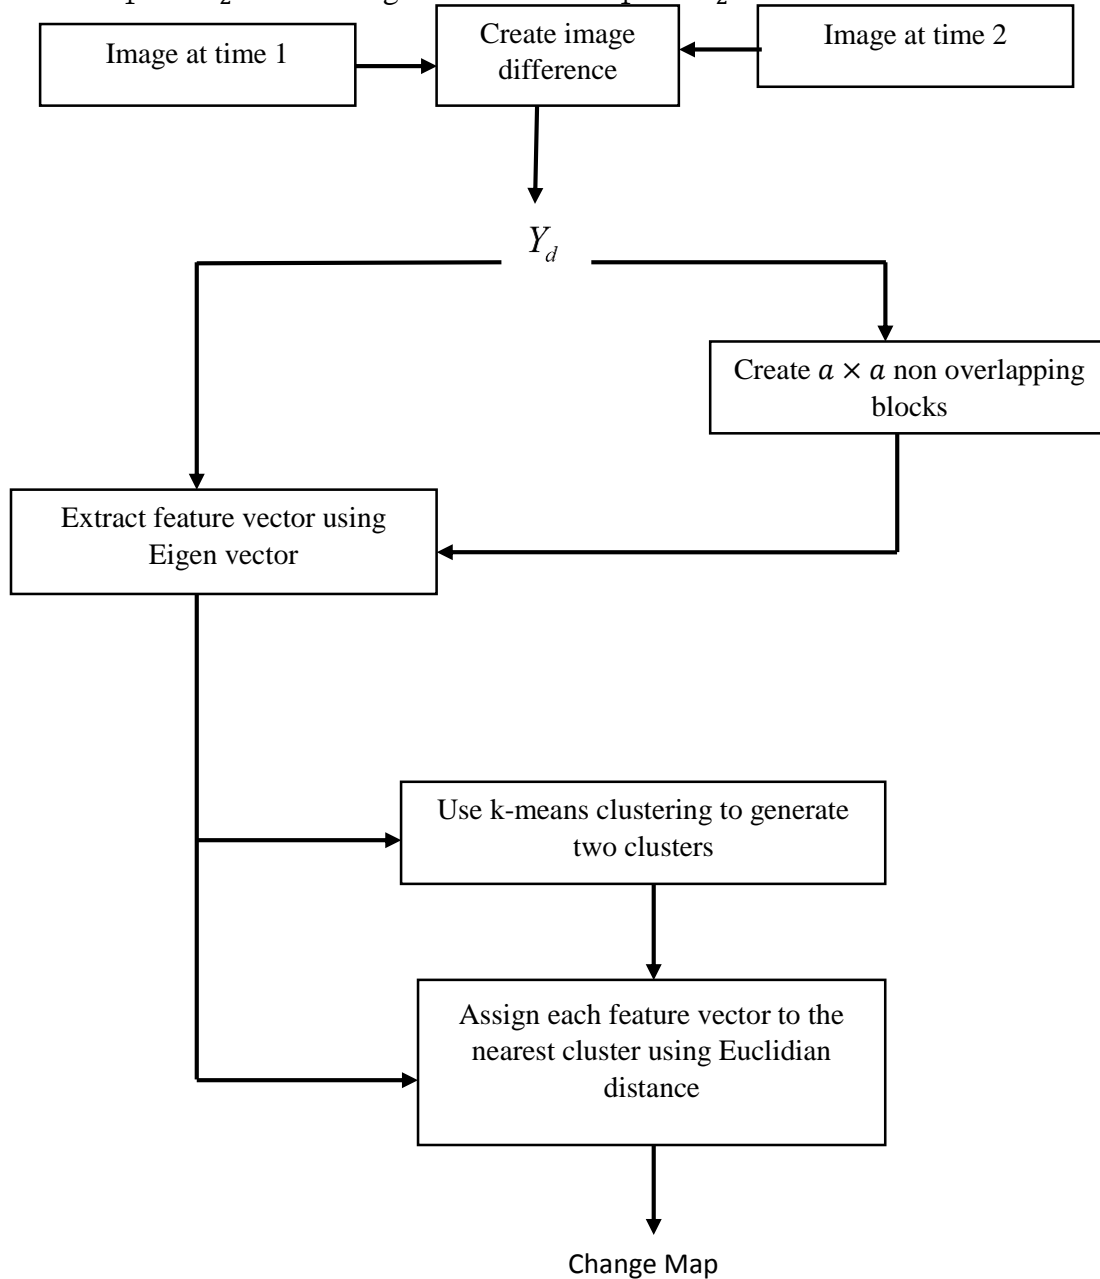 Image at time 1
Create image
difference
Image at time 2
Y_d
Create a × a non overlapping
blocks
Extract feature vector using
Eigen vector
Use k-means clustering to generate
two clusters
Assign each feature vector to the
nearest cluster using Euclidian
distance
Change Map